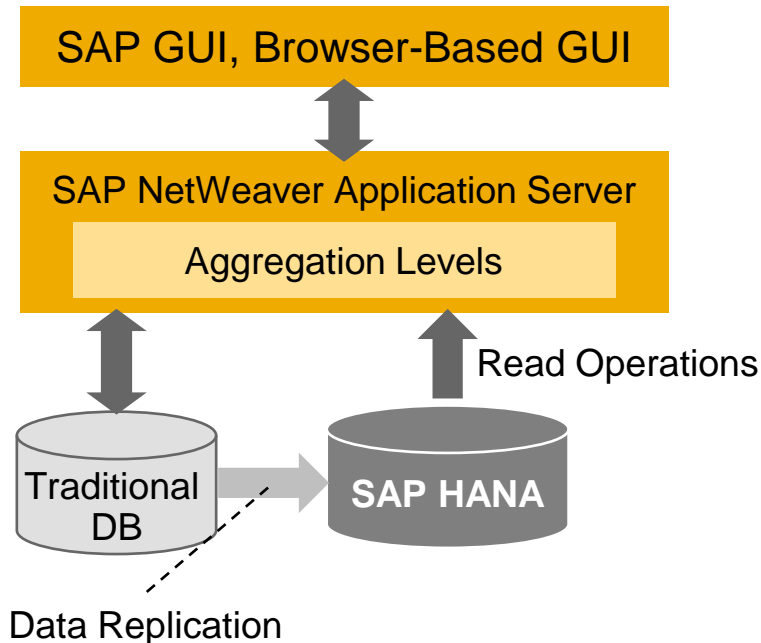 SAP GUI, Browser-Based GUI
SAP NetWeaver Application Server
Aggregation Levels
Read Operations
Traditional
DB
SAP HANA
Data Replication